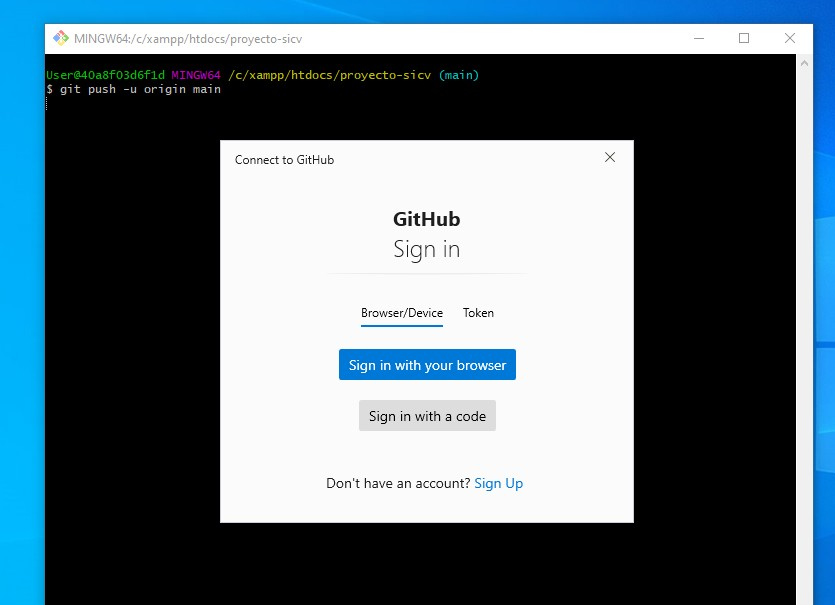 MINGW64:/c/xampp/htdocs/proyecto-sicv
User@40a8f03d6f1d MINGW64 /c/xampp/htdocs/proyecto-sicv (main)
$ git push -u origin main
Connect to GitHub
GitHub
Sign in
Browser/Device Token
Sign in with your browser
Sign in with a code
Don't have an account? Sign Up